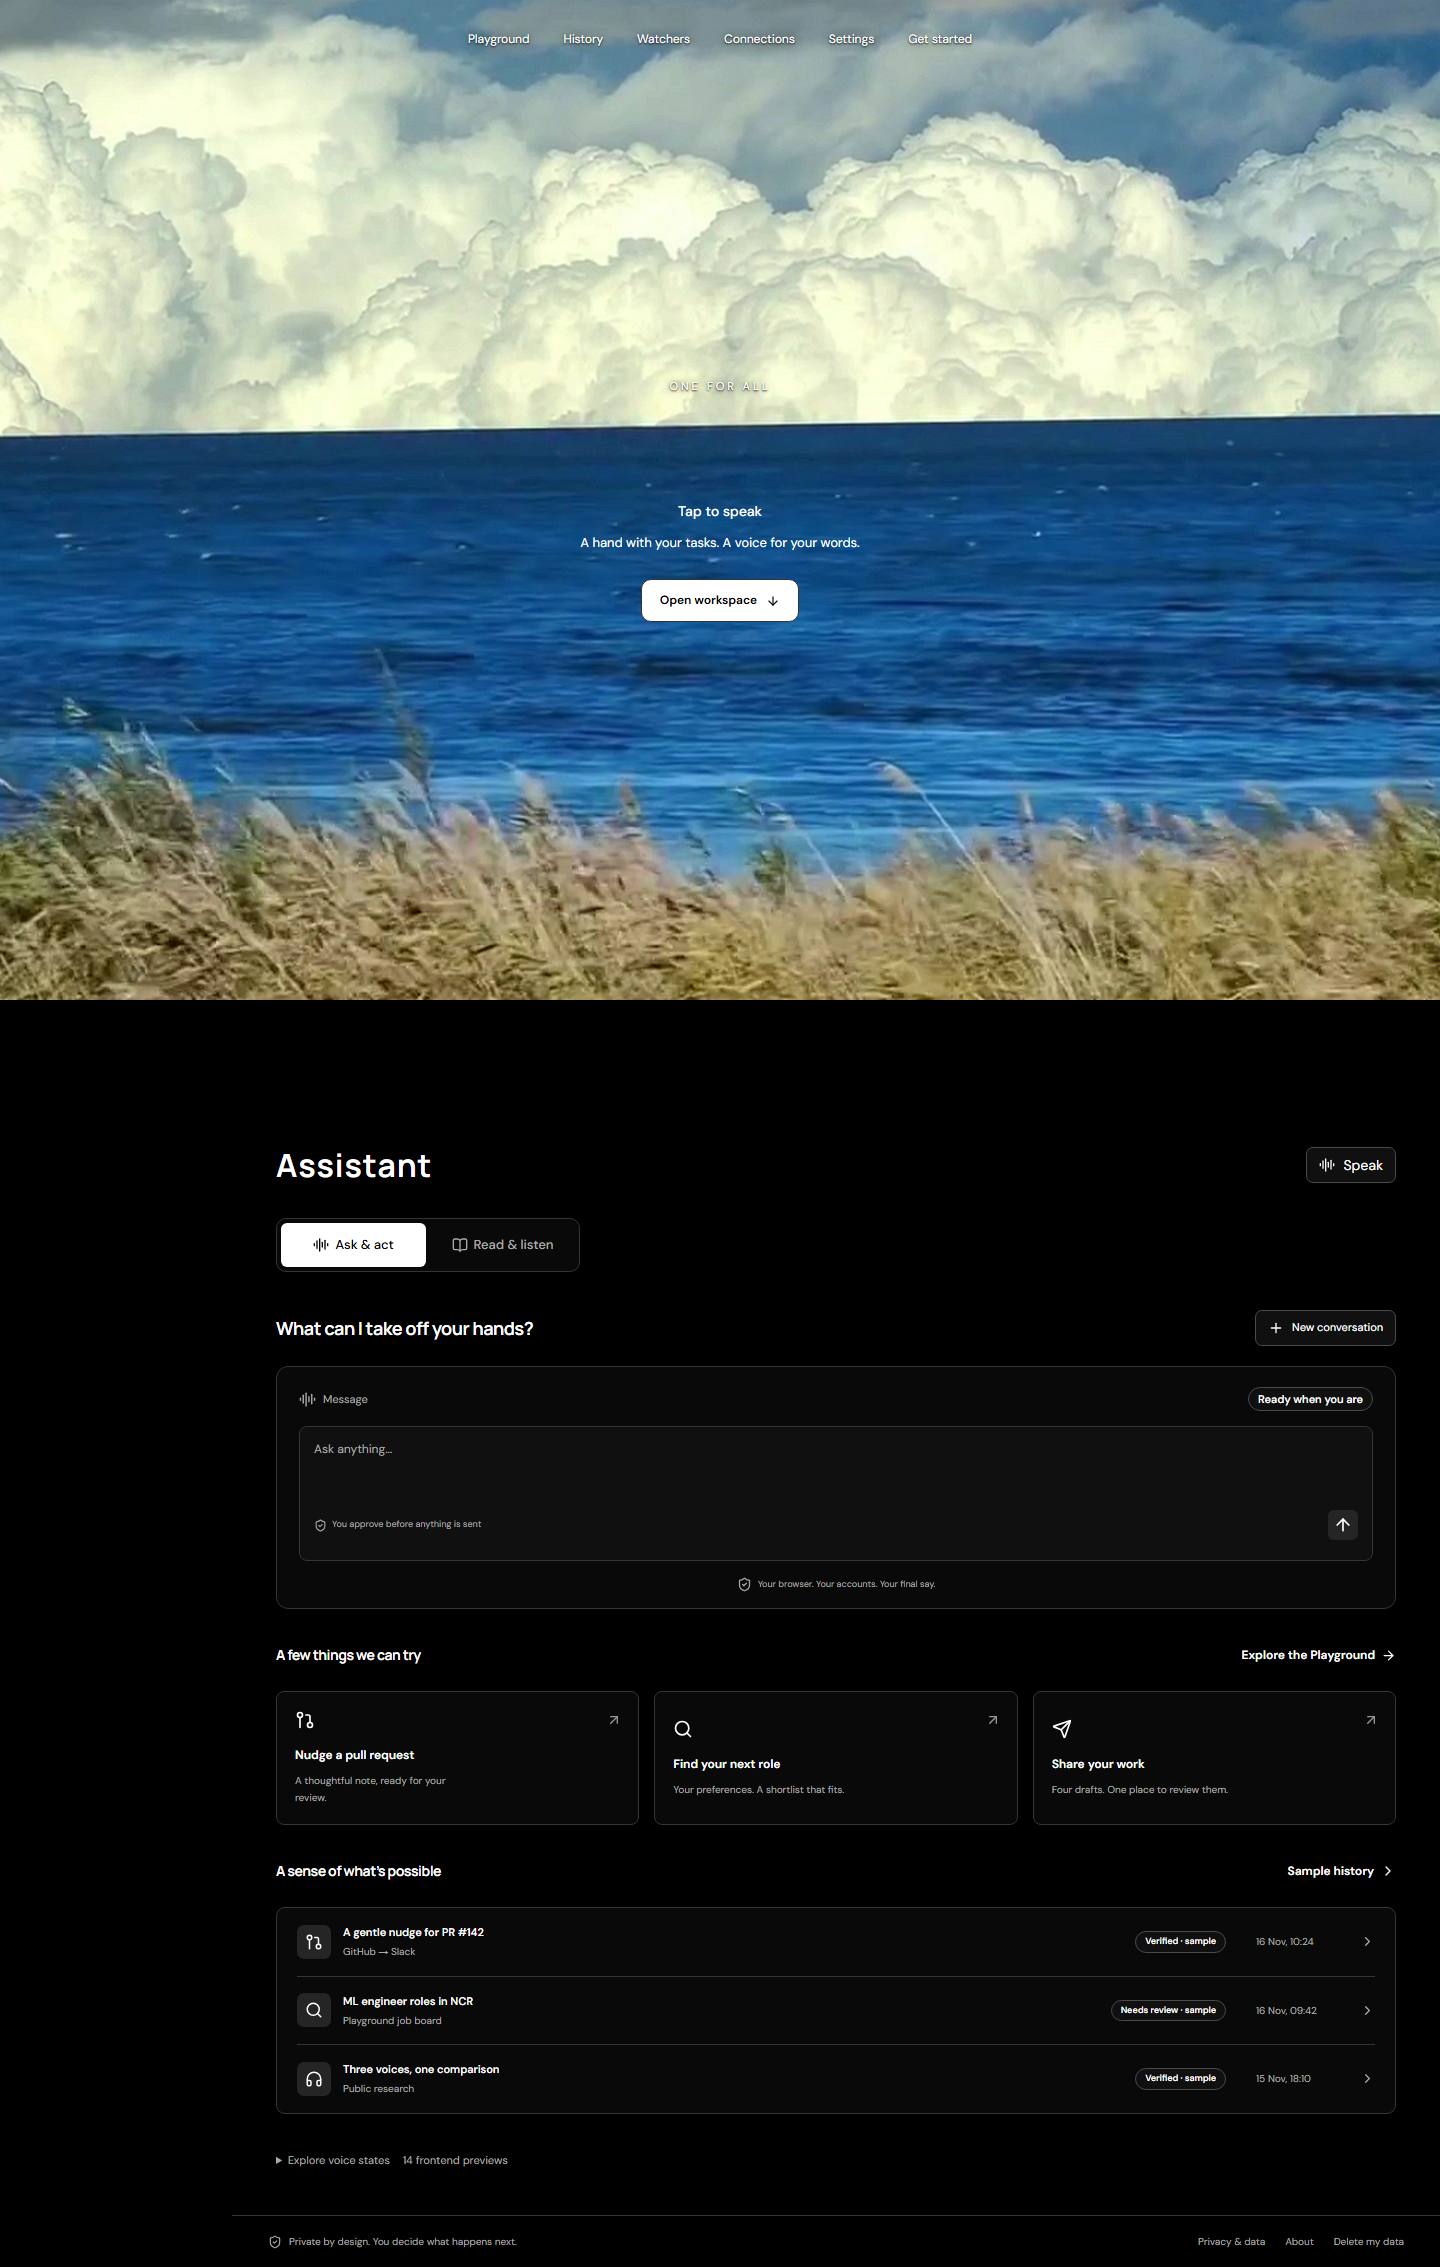 Playground History Watchers Connections Settings Get started
ONE FOR ALL
Tap to speak
A hand with your tasks. A voice for your words.
Open workspace
Assistant
Speak
Ask & act
Read & listen
What can I take off your hands?
New conversation
Message
Ready when you are
Ask anything...
You approve before anything is sent
Your browser. Your accounts. Your final say.
A few things we can try
Explore the Playground
Nudge a pull request
A thoughtful note, ready for your
review.
Find your next role
Your preferences. A shortlist that fits.
Share your work
Four drafts. One place to review them.
A sense of what's possible
Sample history
A gentle nudge for PR #142
GitHub → Slack
Verified · sample
16 Nov, 10:24
ML engineer roles in NCR
Playground job board
Needs review · sample
16 Nov, 09:42
Three voices, one comparison
Public research
Verified · sample
15 Nov, 18:10
Explore voice states 14 frontend previews
Private by design. You decide what happens next.
Privacy & data About Delete my data